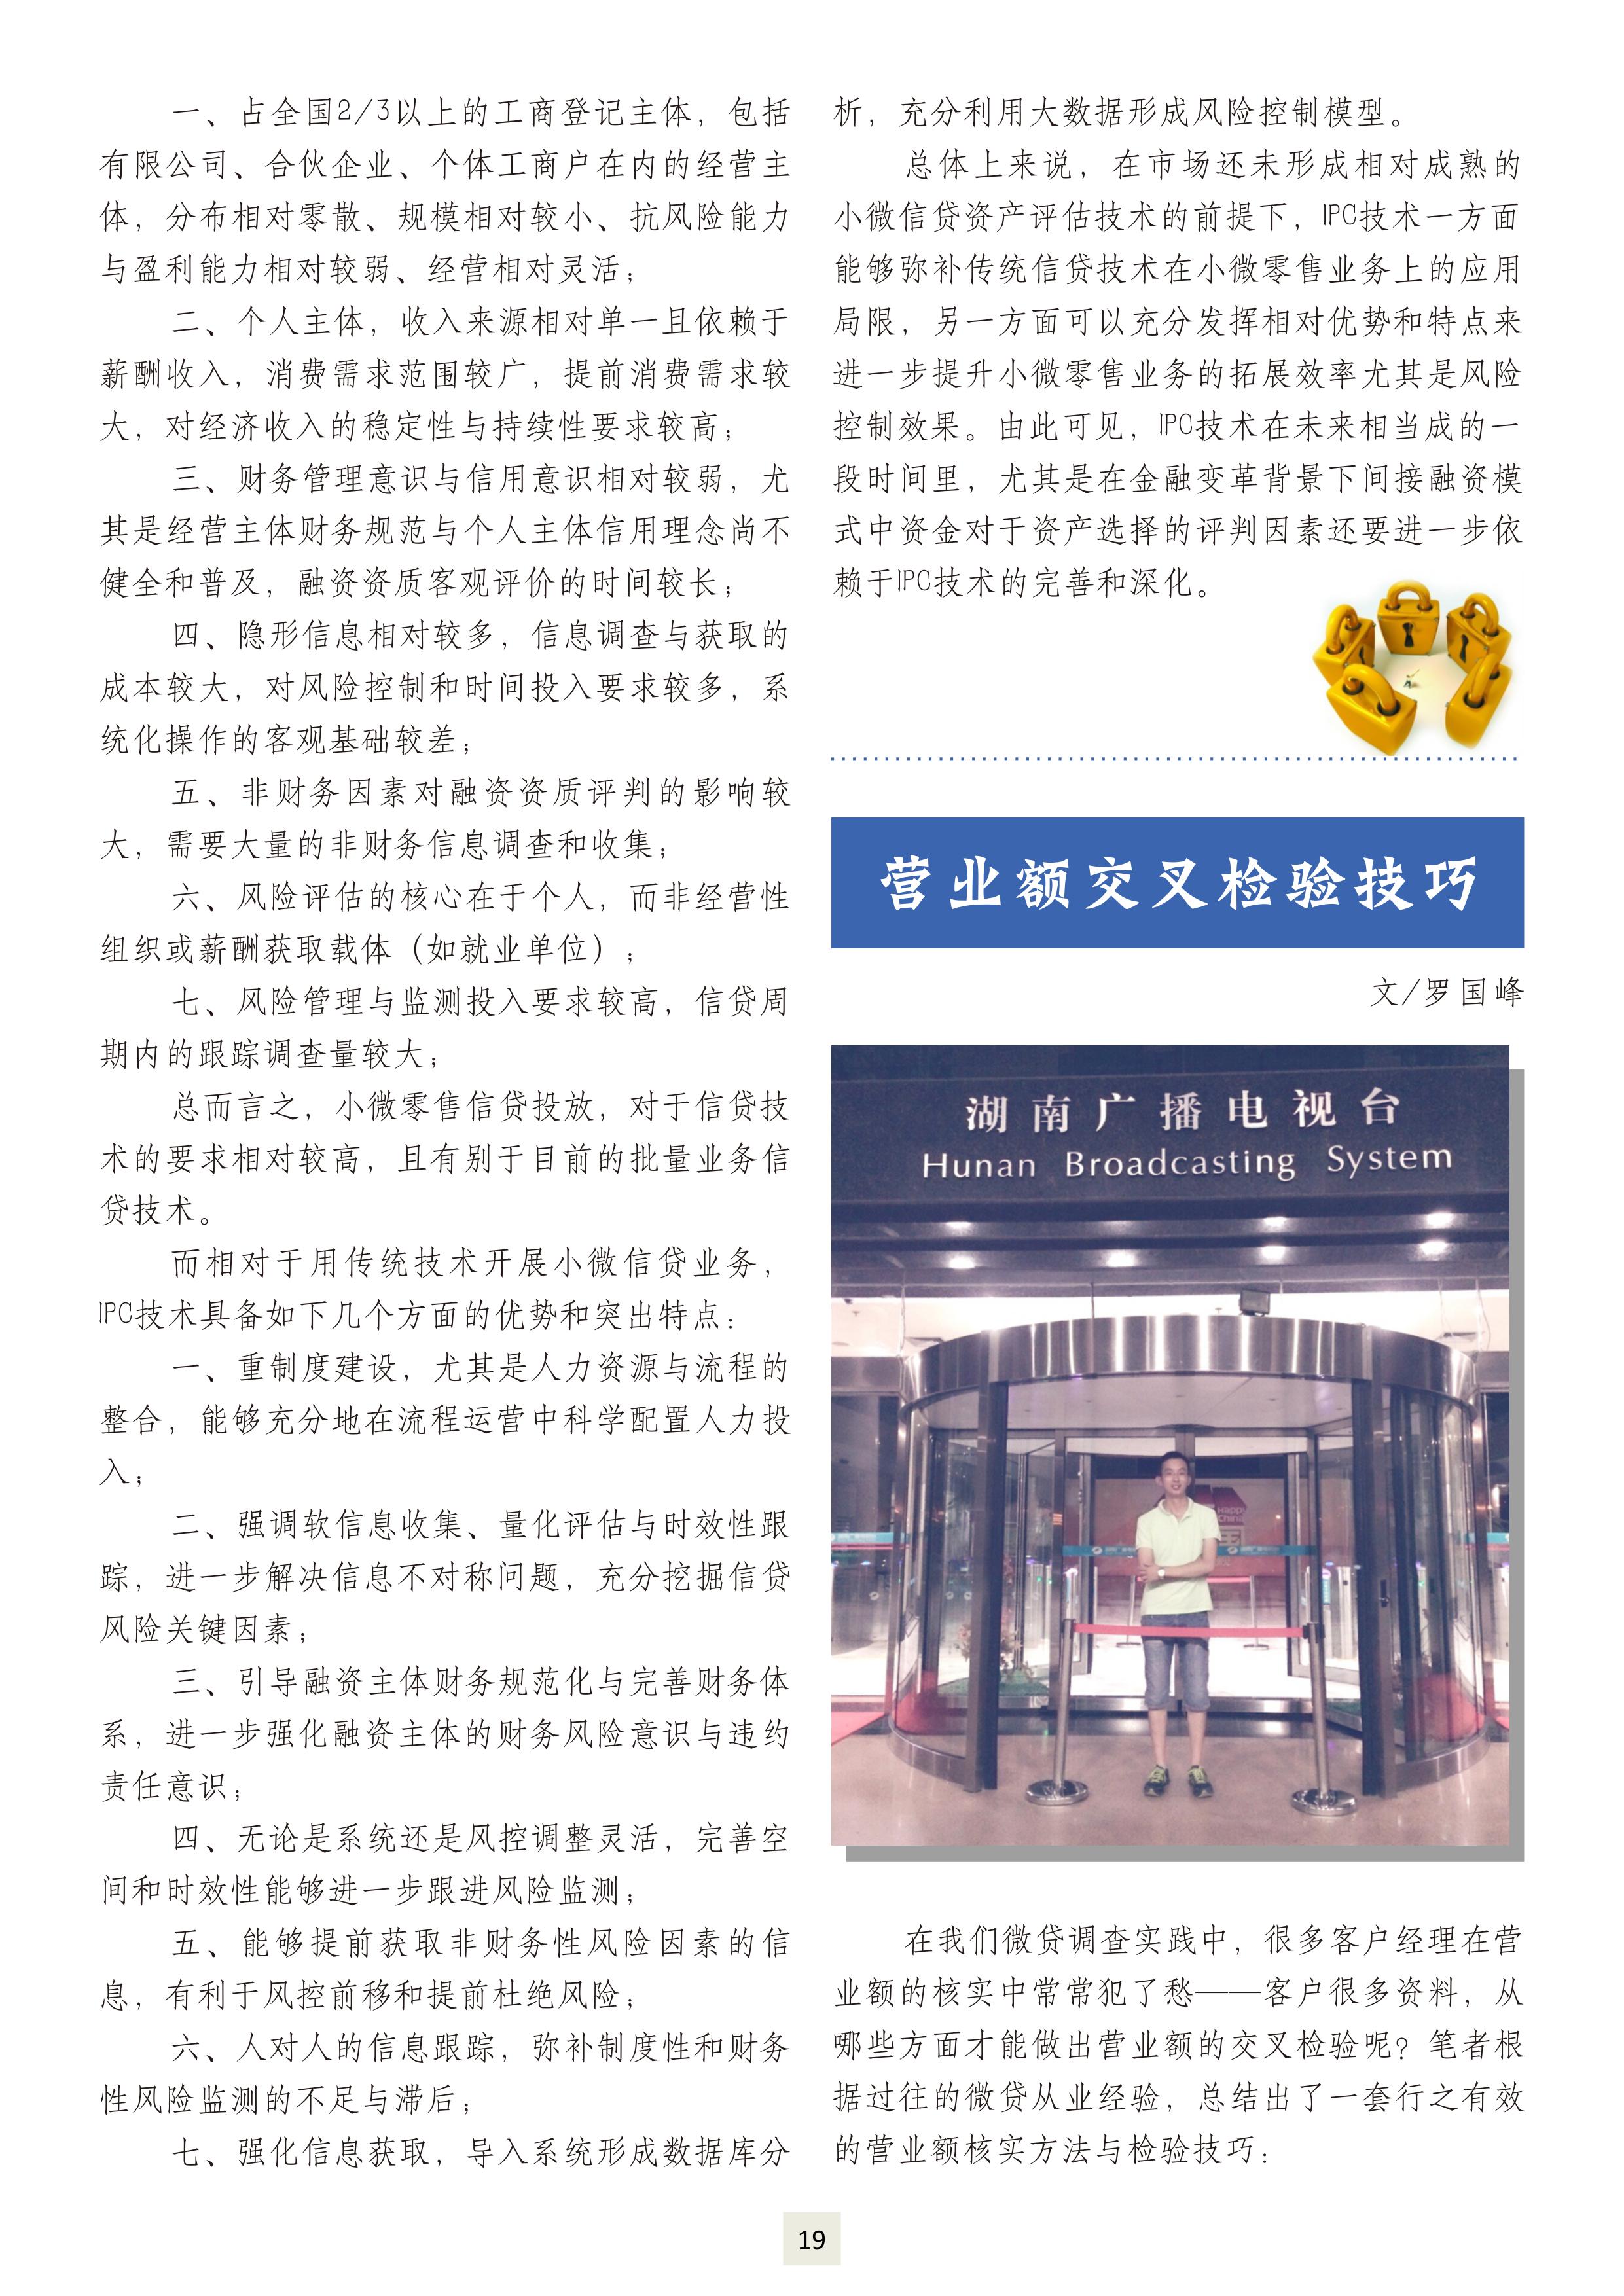 一、占全国2/3以上的工商登记主体，包括
有限公司、合伙企业、个体工商户在内的经营主
体，分布相对零散、规模相对较小、抗风险能力
与盈利能力相对较弱、经营相对灵活；
二、个人主体，收入来源相对单一且依赖于
薪酬收入，消费需求范围较广，提前消费需求较
大，对经济收入的稳定性与持续性要求较高；
三、财务管理意识与信用意识相对较弱，尤
其是经营主体财务规范与个人主体信用理念尚不
健全和普及，融资资质客观评价的时间较长；
四、隐形信息相对较多，信息调查与获取的
成本较大，对风险控制和时间投入要求较多，系
统化操作的客观基础较差；
五、非财务因素对融资资质评判的影响较
大，需要大量的非财务信息调查和收集；
六、风险评估的核心在于个人，而非经营性
组织或薪酬获取载体（如就业单位）；
七、风险管理与监测投入要求较高，信贷周
期内的跟踪调查量较大；
总而言之，小微零售信贷投放，对于信贷技
术的要求相对较高，且有别于目前的批量业务信
贷技术。
而相对于用传统技术开展小微信贷业务，
IPC技术具备如下几个方面的优势和突出特点：
一、重制度建设，尤其是人力资源与流程的
整合，能够充分地在流程运营中科学配置人力投
入；
二、强调软信息收集、量化评估与时效性跟
踪，进一步解决信息不对称问题，充分挖掘信贷
风险关键因素；
三、引导融资主体财务规范化与完善财务体
系，进一步强化融资主体的财务风险意识与违约
责任意识；
四、无论是系统还是风控调整灵活，完善空
间和时效性能够进一步跟进风险监测；
五、能够提前获取非财务性风险因素的信
息，有利于风控前移和提前杜绝风险；
六、人对人的信息跟踪，弥补制度性和财务
性风险监测的不足与滞后；
七、强化信息获取，导入系统形成数据库分
析，充分利用大数据形成风险控制模型。
总体上来说，在市场还未形成相对成熟的
小微信贷资产评估技术的前提下，IPC技术一方面
能够弥补传统信贷技术在小微零售业务上的应用
局限，另一方面可以充分发挥相对优势和特点来
进一步提升小微零售业务的拓展效率尤其是风险
控制效果。由此可见，IPC技术在未来相当成的一
段时间里，尤其是在金融变革背景下间接融资模
式中资金对于资产选择的评判因素还要进一步依
赖于IPC技术的完善和深化。
营业额交叉检验技巧
文/罗国峰
湖南广播电视台
Hunan Broadcasting System
Happy
China
在我们微贷调查实践中，很多客户经理在营
业额的核实中常常犯了愁——客户很多资料，从
哪些方面才能做出营业额的交叉检验呢？笔者根
据过往的微贷从业经验，总结出了一套行之有效
的营业额核实方法与检验技巧：
19